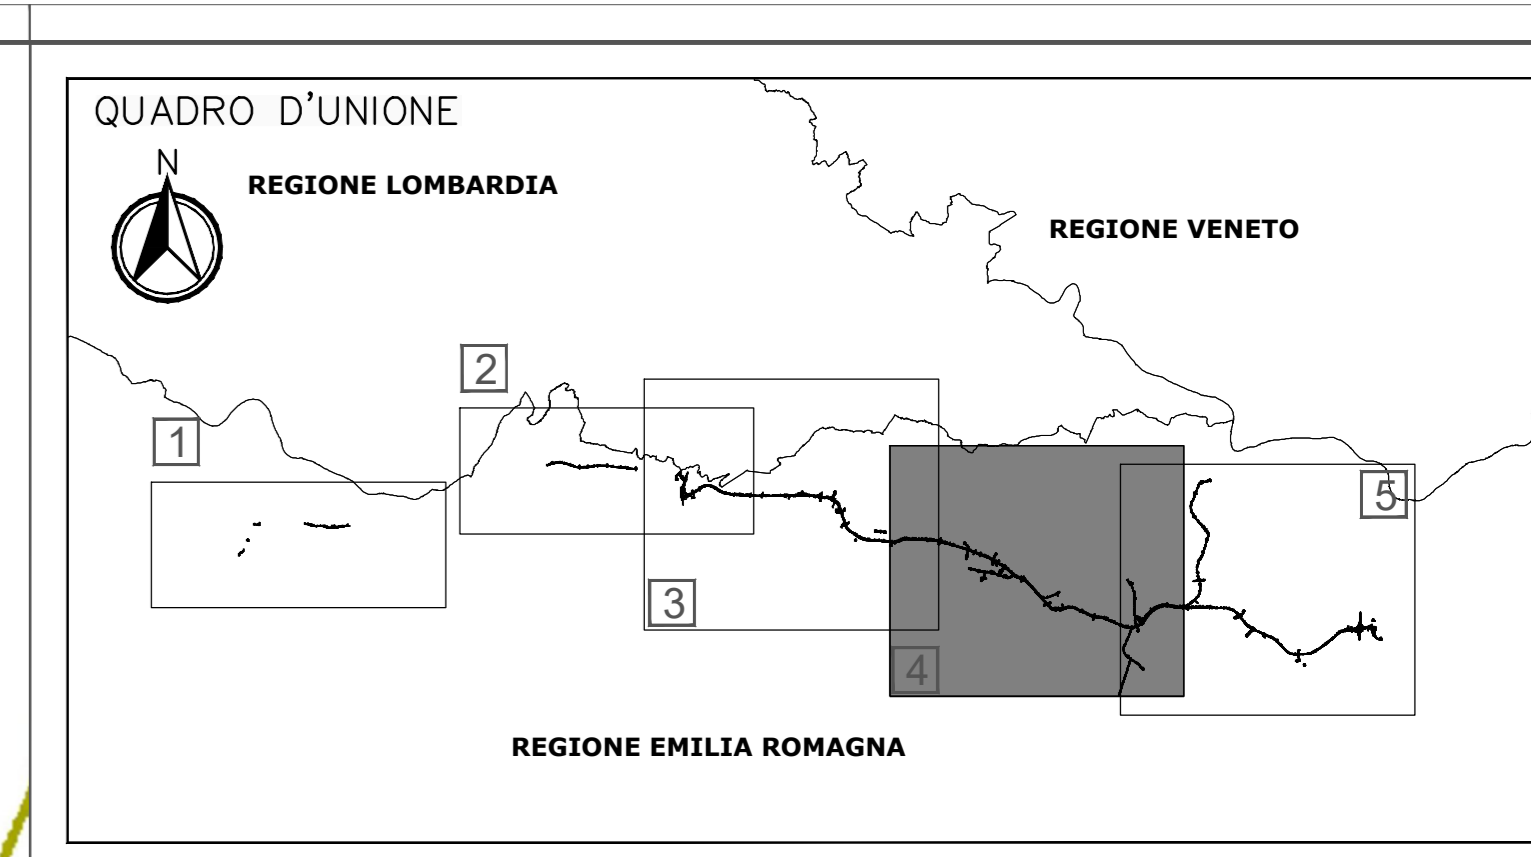 QUADRO D'UNIONE
N
REGIONE LOMBARDIA
REGIONE VENETO
2
1
5
3
4
REGIONE EMILIA ROMAGNA